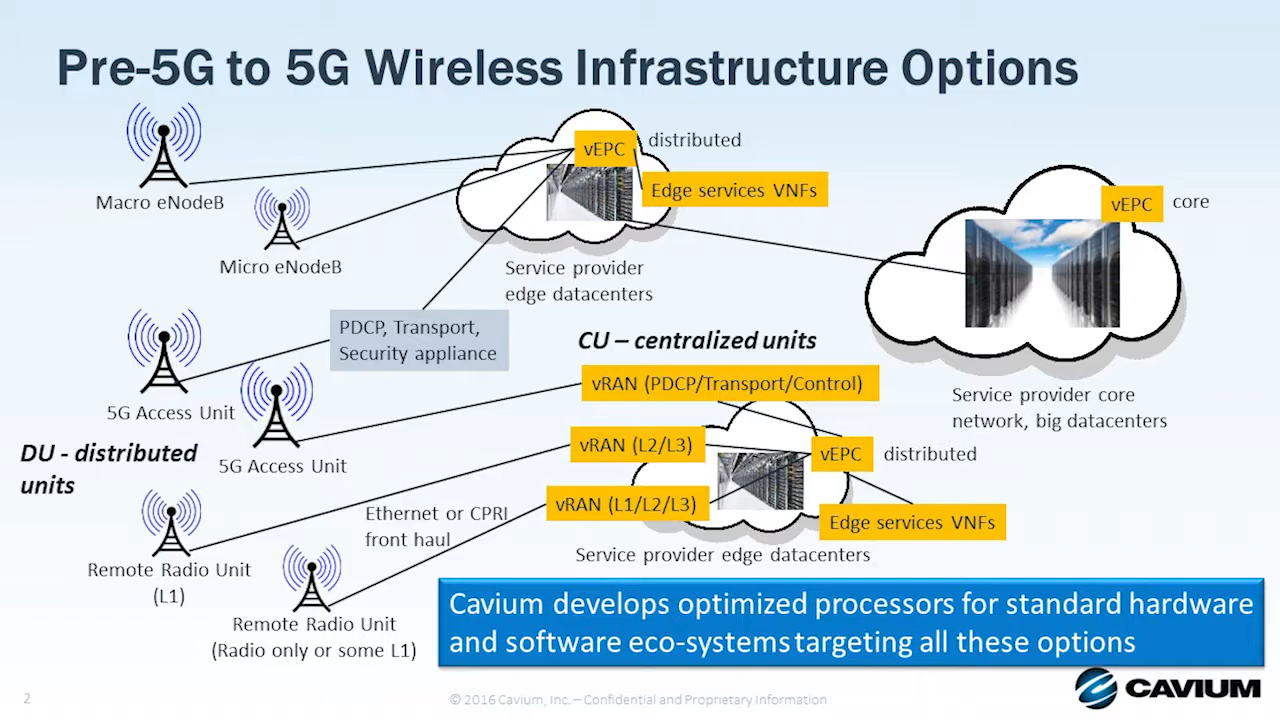 Pre-5G to 5G Wireless Infrastructure Options
Macro eNodeB
Micro eNodeB
vEPC
distributed
Edge services VNFs
Service provider
edge datacenters
vEPC
core
Service provider core
network, big datacenters
PDCP, Transport,
Security appliance
5G Access Unit
5G Access Unit
DU - distributed
units
CU – centralized units
vRAN (PDCP/Transport/Control)
vRAN (L2/L3)
vRAN (L1/L2/L3)
vEPC
distributed
Edge services VNFs
Service provider edge datacenters
Ethernet or CPRI
front haul
Remote Radio Unit
(L1)
Remote Radio Unit
(Radio only or some L1)
Cavium develops optimized processors for standard hardware
and software eco-systems targeting all these options
2
© 2016 Cavium, Inc. – Confidential and Proprietary Information
CAVIUM